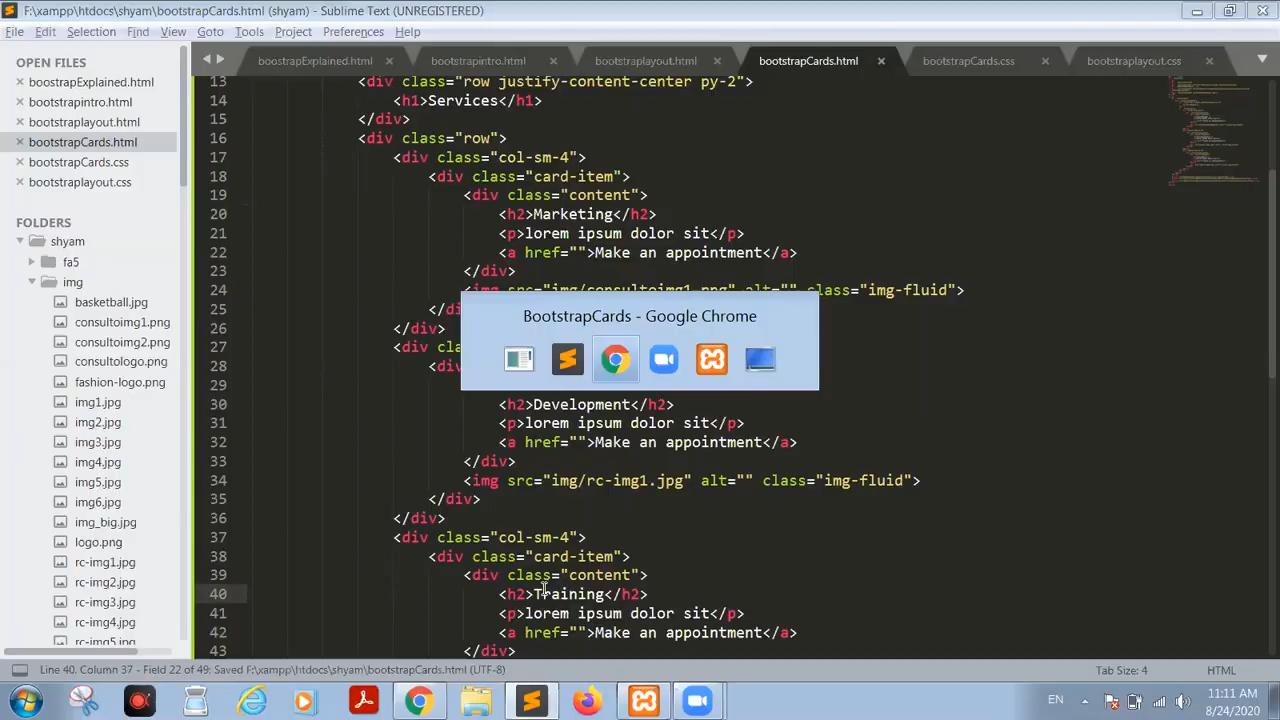 F:\xampp\htdocs\shyam\bootstrapCards.html (shyam) - Sublime Text (UNREGISTERED)
File Edit Selection Find View Goto Tools Project Preferences Help
OPEN FILES
boostrapExplained.html
bootstrapintro.html
bootstraplayout.html
bootstrapCards.html
bootstrapCards.css
bootstraplayout.css
FOLDERS
shyam
fa5
img
basketball.jpg
consultoimg1.png
consultoimg2.png
consultologo.png
fashion-logo.png
img1.jpg
img2.jpg
img3.jpg
img4.jpg
img5.jpg
img6.jpg
img_big.jpg
logo.png
rc-img1.jpg
rc-img2.jpg
rc-img3.jpg
rc-img4.jpg
rc-img5.jpg
boostrapExplained.html bootstrapintro.html bootstraplayout.html bootstrapCards.html bootstrapCards.css bootstraplayout.css
13 <div class="row justify-content-center py-2">
14 <h1>Services</h1>
15 </div>
16 <div class="row">
17 <div class="col-sm-4">
18 <div class="card-item">
19 <div class="content">
20 <h2>Marketing</h2>
21 <p>lorem ipsum dolor sit</p>
22 <a href="">Make an appointment</a>
23 </div>
24 <img src="img/consultoimg1.png" alt="" class="img-fluid">
25 </di
26 </div>
27 <div cl
28 <d
29
30 <h2>Development</h2>
31 <p>lorem ipsum dolor sit</p>
32 <a href="">Make an appointment</a>
33 </div>
34 <img src="img/rc-img1.jpg" alt="" class="img-fluid">
35 </div>
36 </div>
37 <div class="col-sm-4">
38 <div class="card-item">
39 <div class="content">
40 <h2>Training</h2>
41 <p>lorem ipsum dolor sit</p>
42 <a href="">Make an appointment</a>
43 </div>
BootstrapCards - Google Chrome
Line 40, Column 37 - Field 22 of 49; Saved F:\xampp\htdocs\shyam\bootstrapCards.html (UTF-8)
Tab Size: 4 HTML
EN
11:11 AM
8/24/2020